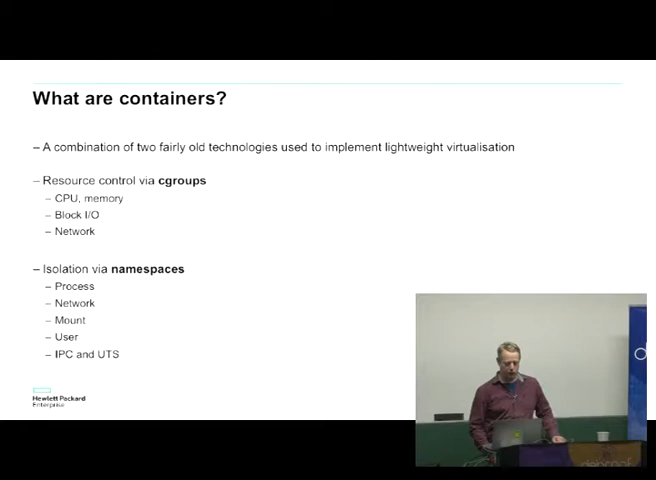 What are containers?
– A combination of two fairly old technologies used to implement lightweight virtualisation
– Resource control via cgroups
– CPU, memory
– Block I/O
– Network
– Isolation via namespaces
– Process
– Network
– Mount
– User
– IPC and UTS
Hewlett Packard
Enterprise